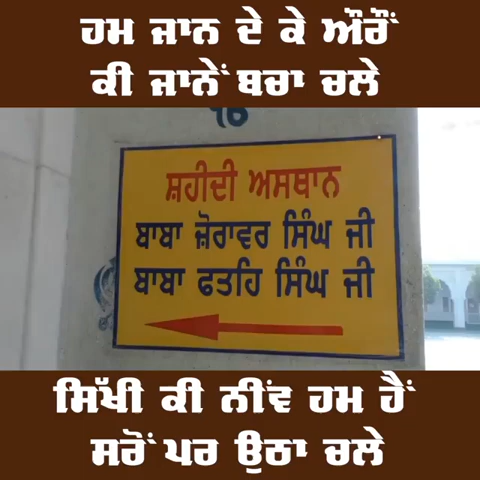 ਹਮ ਜਾਨ ਦੇ ਕੇ ਔਰੌਂ
ਕੀ ਜਾਨੇਂ ਬਚਾ ਚਲੇ
ਸ਼ਹੀਦੀ ਅਸਥਾਨ
ਬਾਬਾ ਜ਼ੋਰਾਵਰ ਸਿੰਘ ਜੀ
ਬਾਬਾ ਫਤਹਿ ਸਿੰਘ ਜੀ
ਸਿੱਖੀ ਕੀ ਨੀਂਵ ਹਮ ਹੈਂ
ਸਰੋਂ ਪਰ ਉਠਾ ਚਲੇ